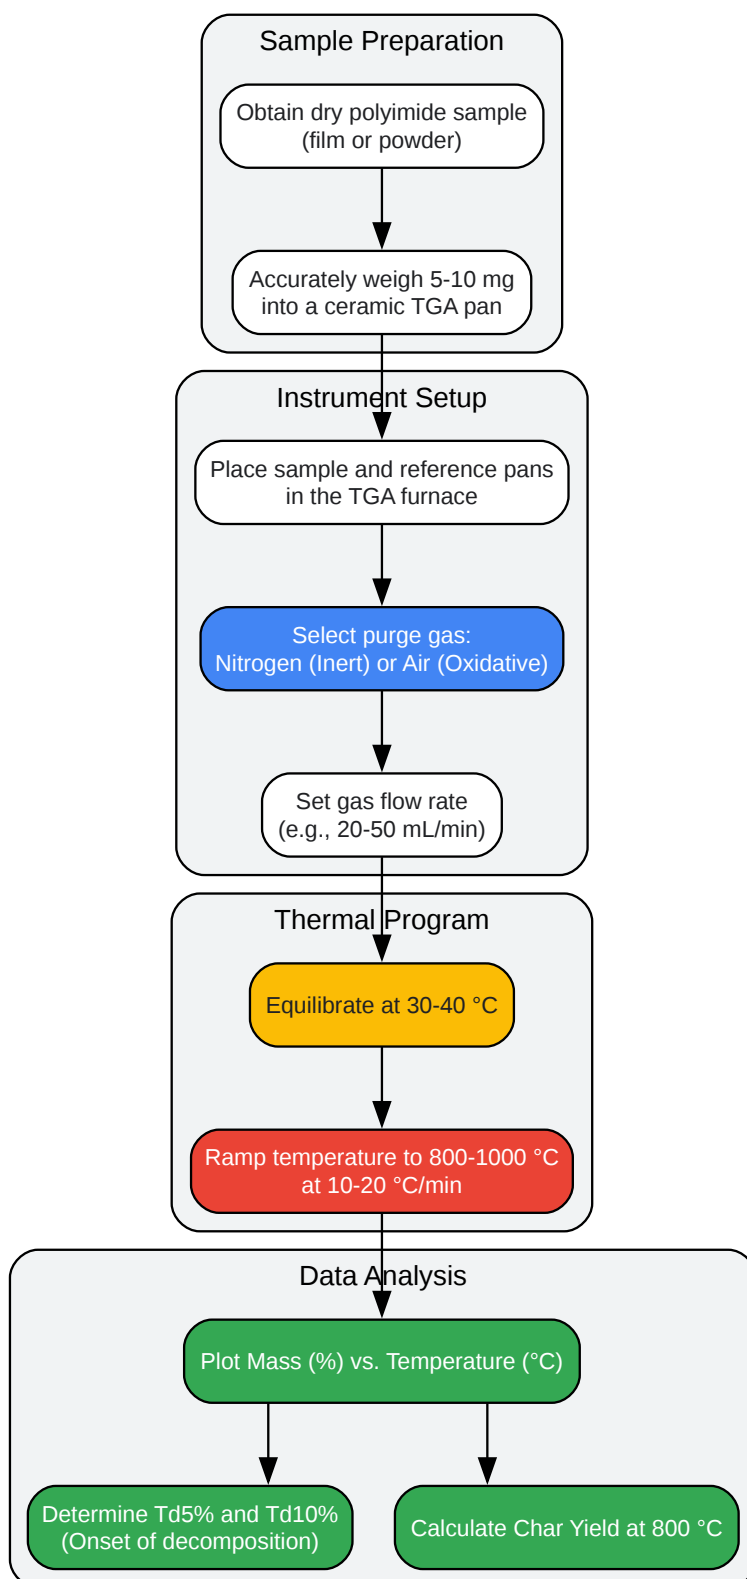 Sample Preparation
Obtain dry polyimide sample
(film or powder)
Accurately weigh 5-10 mg
into a ceramic TGA pan
Instrument Setup
Place sample and reference pans
in the TGA furnace
Select purge gas:
Nitrogen (Inert) or Air (Oxidative)
Set gas flow rate
(e.g., 20-50 mL/min)
Thermal Program
Equilibrate at 30-40 °C
Ramp temperature to 800-1000 °C
at 10-20 °C/min
Data Analysis
Plot Mass (%) vs. Temperature (°C)
Determine Td5% and Td10%
(Onset of decomposition)
Calculate Char Yield at 800 °C